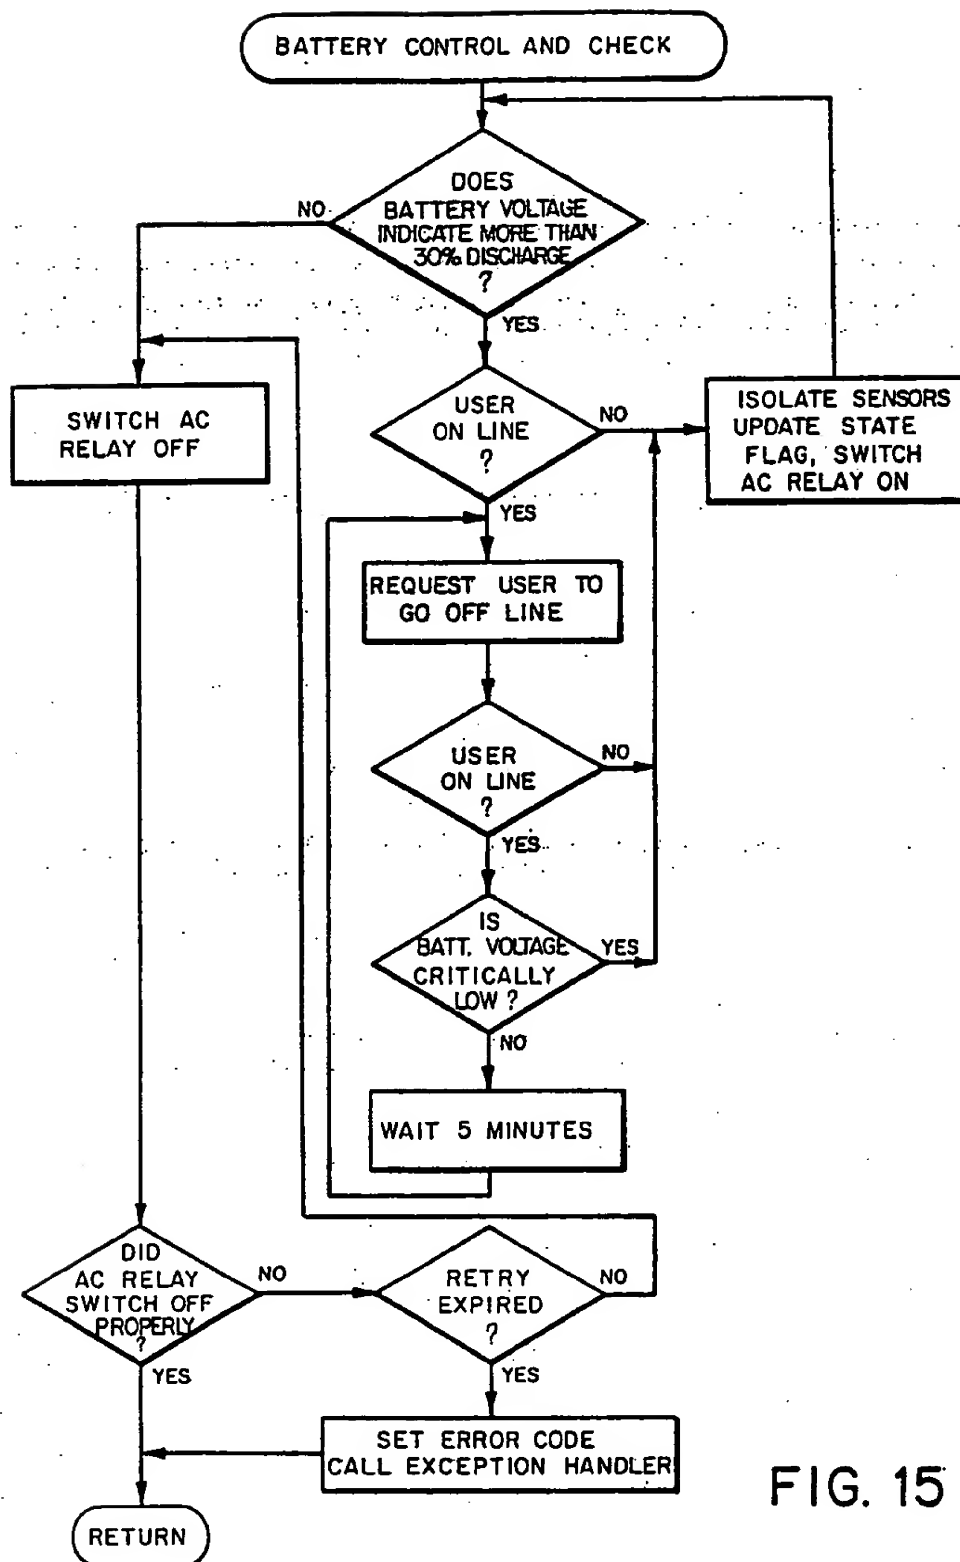 BATTERY CONTROL AND CHECK
DOES
BATTERY VOLTAGE
INDICATE MORE THAN
30% DISCHARGE
?
NO
YES
SWITCH AC
RELAY OFF
USER
ON LINE
?
NO
YES
ISOLATE SENSORS
UPDATE STATE
FLAG, SWITCH
AC RELAY ON
REQUEST USER TO
GO OFF LINE
USER
ON LINE
?
NO
YES
IS
BATT. VOLTAGE
CRITICALLY
LOW ?
YES
NO
WAIT 5 MINUTES
DID
AC RELAY
SWITCH OFF
PROPERLY
?
NO
YES
RETRY
EXPIRED
?
NO
YES
SET ERROR CODE
CALL EXCEPTION HANDLER
RETURN
FIG. 15